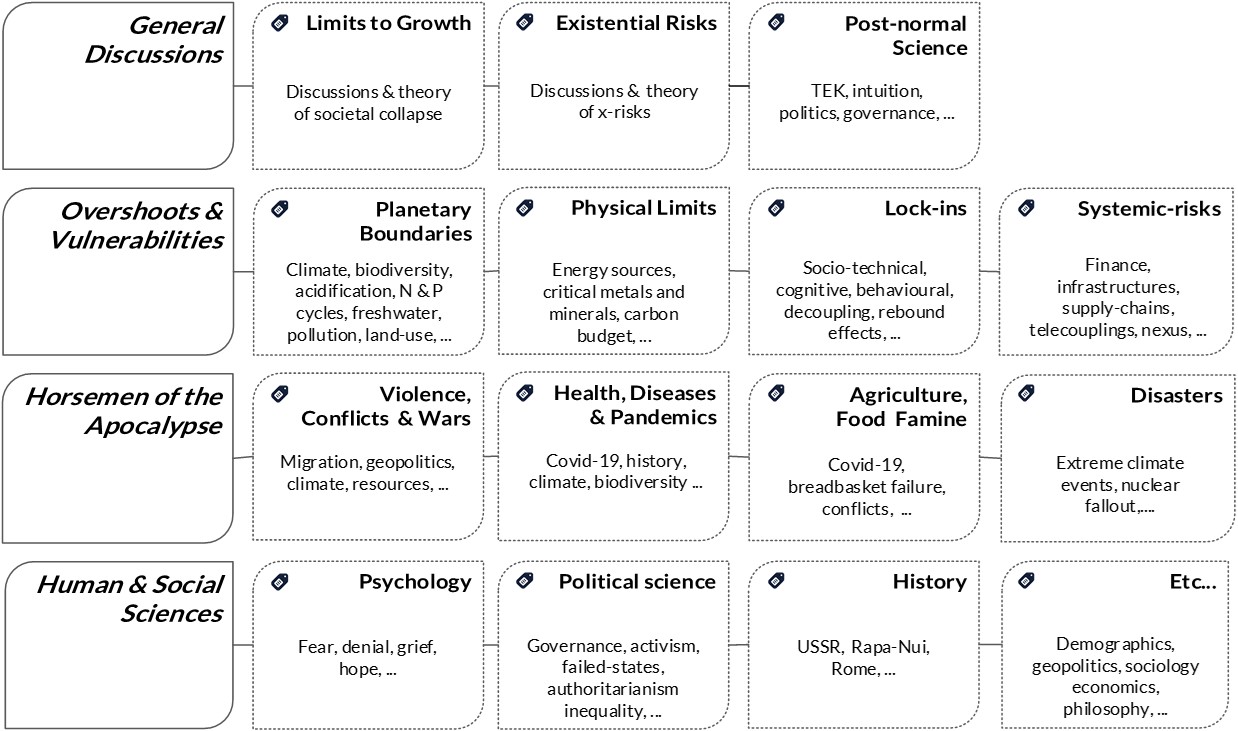 General
Discussions
Limits to Growth
Discussions & theory
of societal collapse
Existential Risks
Discussions & theory
of x-risks
Post-normal
Science
TEK, intuition,
politics, governance, ...
Overshoots &
Vulnerabilities
Planetary
Boundaries
Climate, biodiversity,
acidification, N & P
cycles, freshwater,
pollution, land-use, ...
Physical Limits
Energy sources,
critical metals and
minerals, carbon
budget, ...
Lock-ins
Socio-technical,
cognitive, behavioural,
decoupling, rebound
effects, ...
Systemic-risks
Finance,
infrastructures,
supply-chains,
telecouplings, nexus, ...
Horsemen of the
Apocalypse
Violence,
Conflicts & Wars
Migration, geopolitics,
climate, resources, ...
Health, Diseases
& Pandemics
Covid-19, history,
climate, biodiversity ...
Agriculture,
Food Famine
Covid-19,
breadbasket failure,
conflicts, ...
Disasters
Extreme climate
events, nuclear
fallout,....
Human & Social
Sciences
Psychology
Fear, denial, grief,
hope, ...
Political science
Governance, activism,
failed-states,
authoritarianism
inequality, ...
History
USSR, Rapa-Nui,
Rome, ...
Etc...
Demographics,
geopolitics, sociology
economics,
philosophy, ...